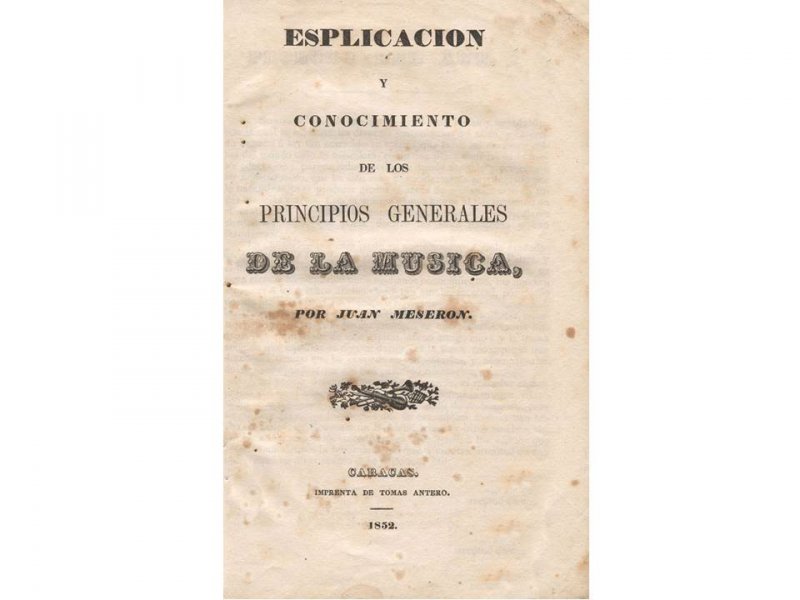 ESPLICACION
Y
CONOCIMIENTO
DE LOS
PRINCIPIOS GENERALES
DE LA MUSICA,
POR JUAN MESERON.
CARACAS.
IMPRENTA DE TOMAS ANTERO.
1852.